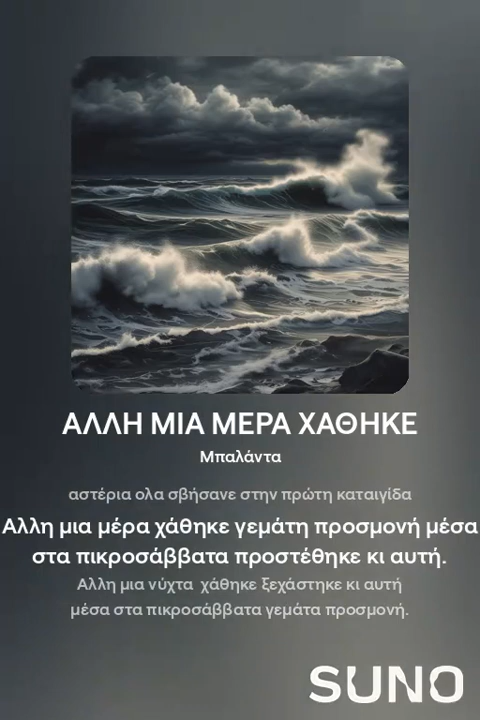 ΑΛΛΗ ΜΙΑ ΜΕΡΑ ΧΑΘΗΚΕ
Μπαλάντα
αστέρια ολα σβήσανε στην πρώτη καταιγίδα
Αλλη μια μέρα χάθηκε γεμάτη προσμονή μέσα
στα πικροσάββατα προστέθηκε κι αυτή.
Αλλη μια νύχτα χάθηκε ξεχάστηκε κι αυτή
μέσα στα πικροσάββατα γεμάτα προσμονή.
SUNO